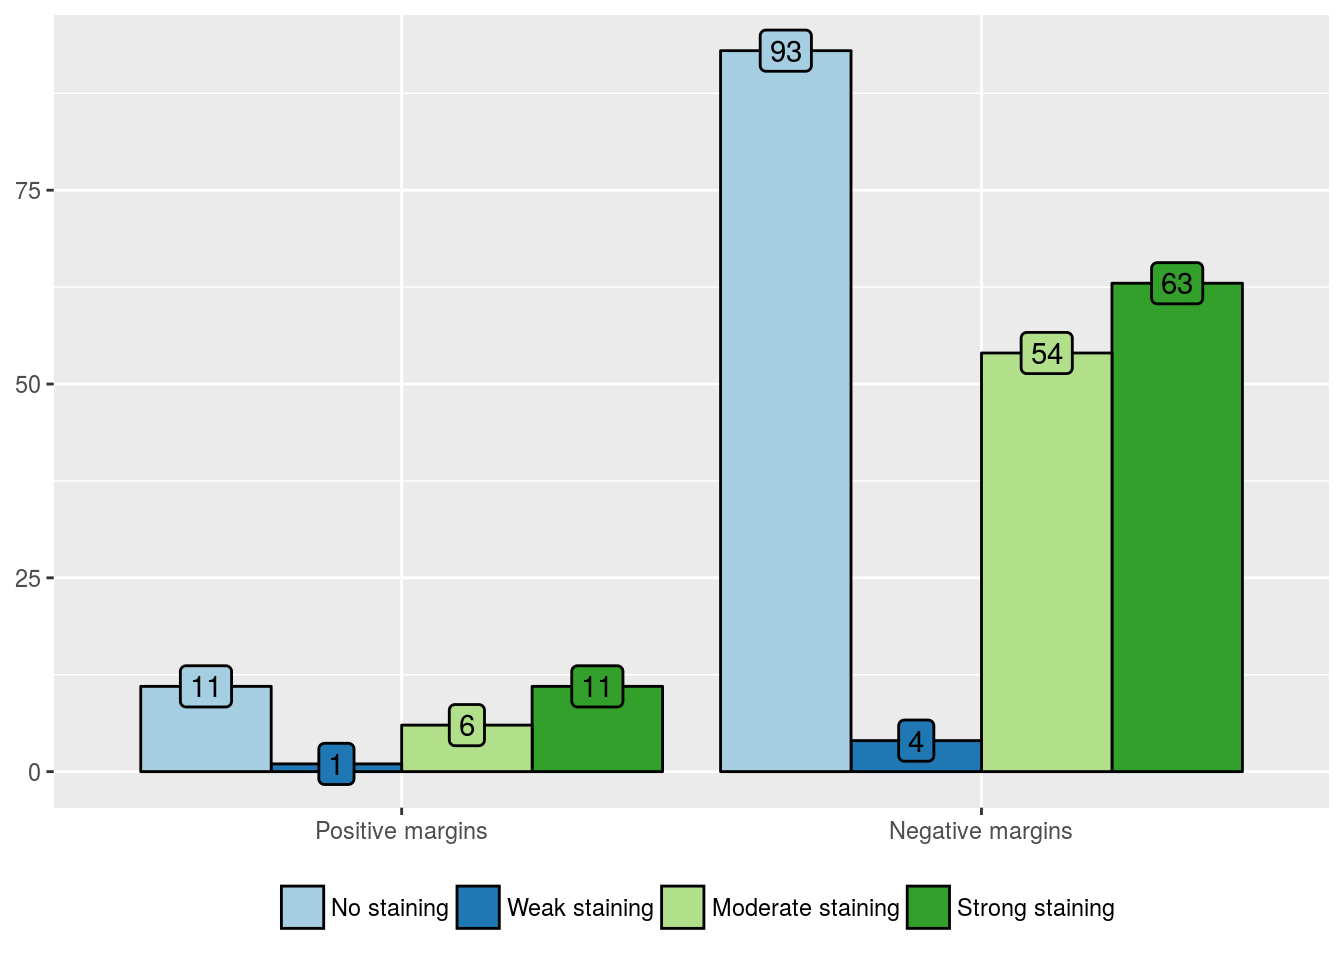 93
75
63
54
50
25
11
1
6
11
4
0
Positive margins
Negative margins
No staining
Weak staining
Moderate staining
Strong staining